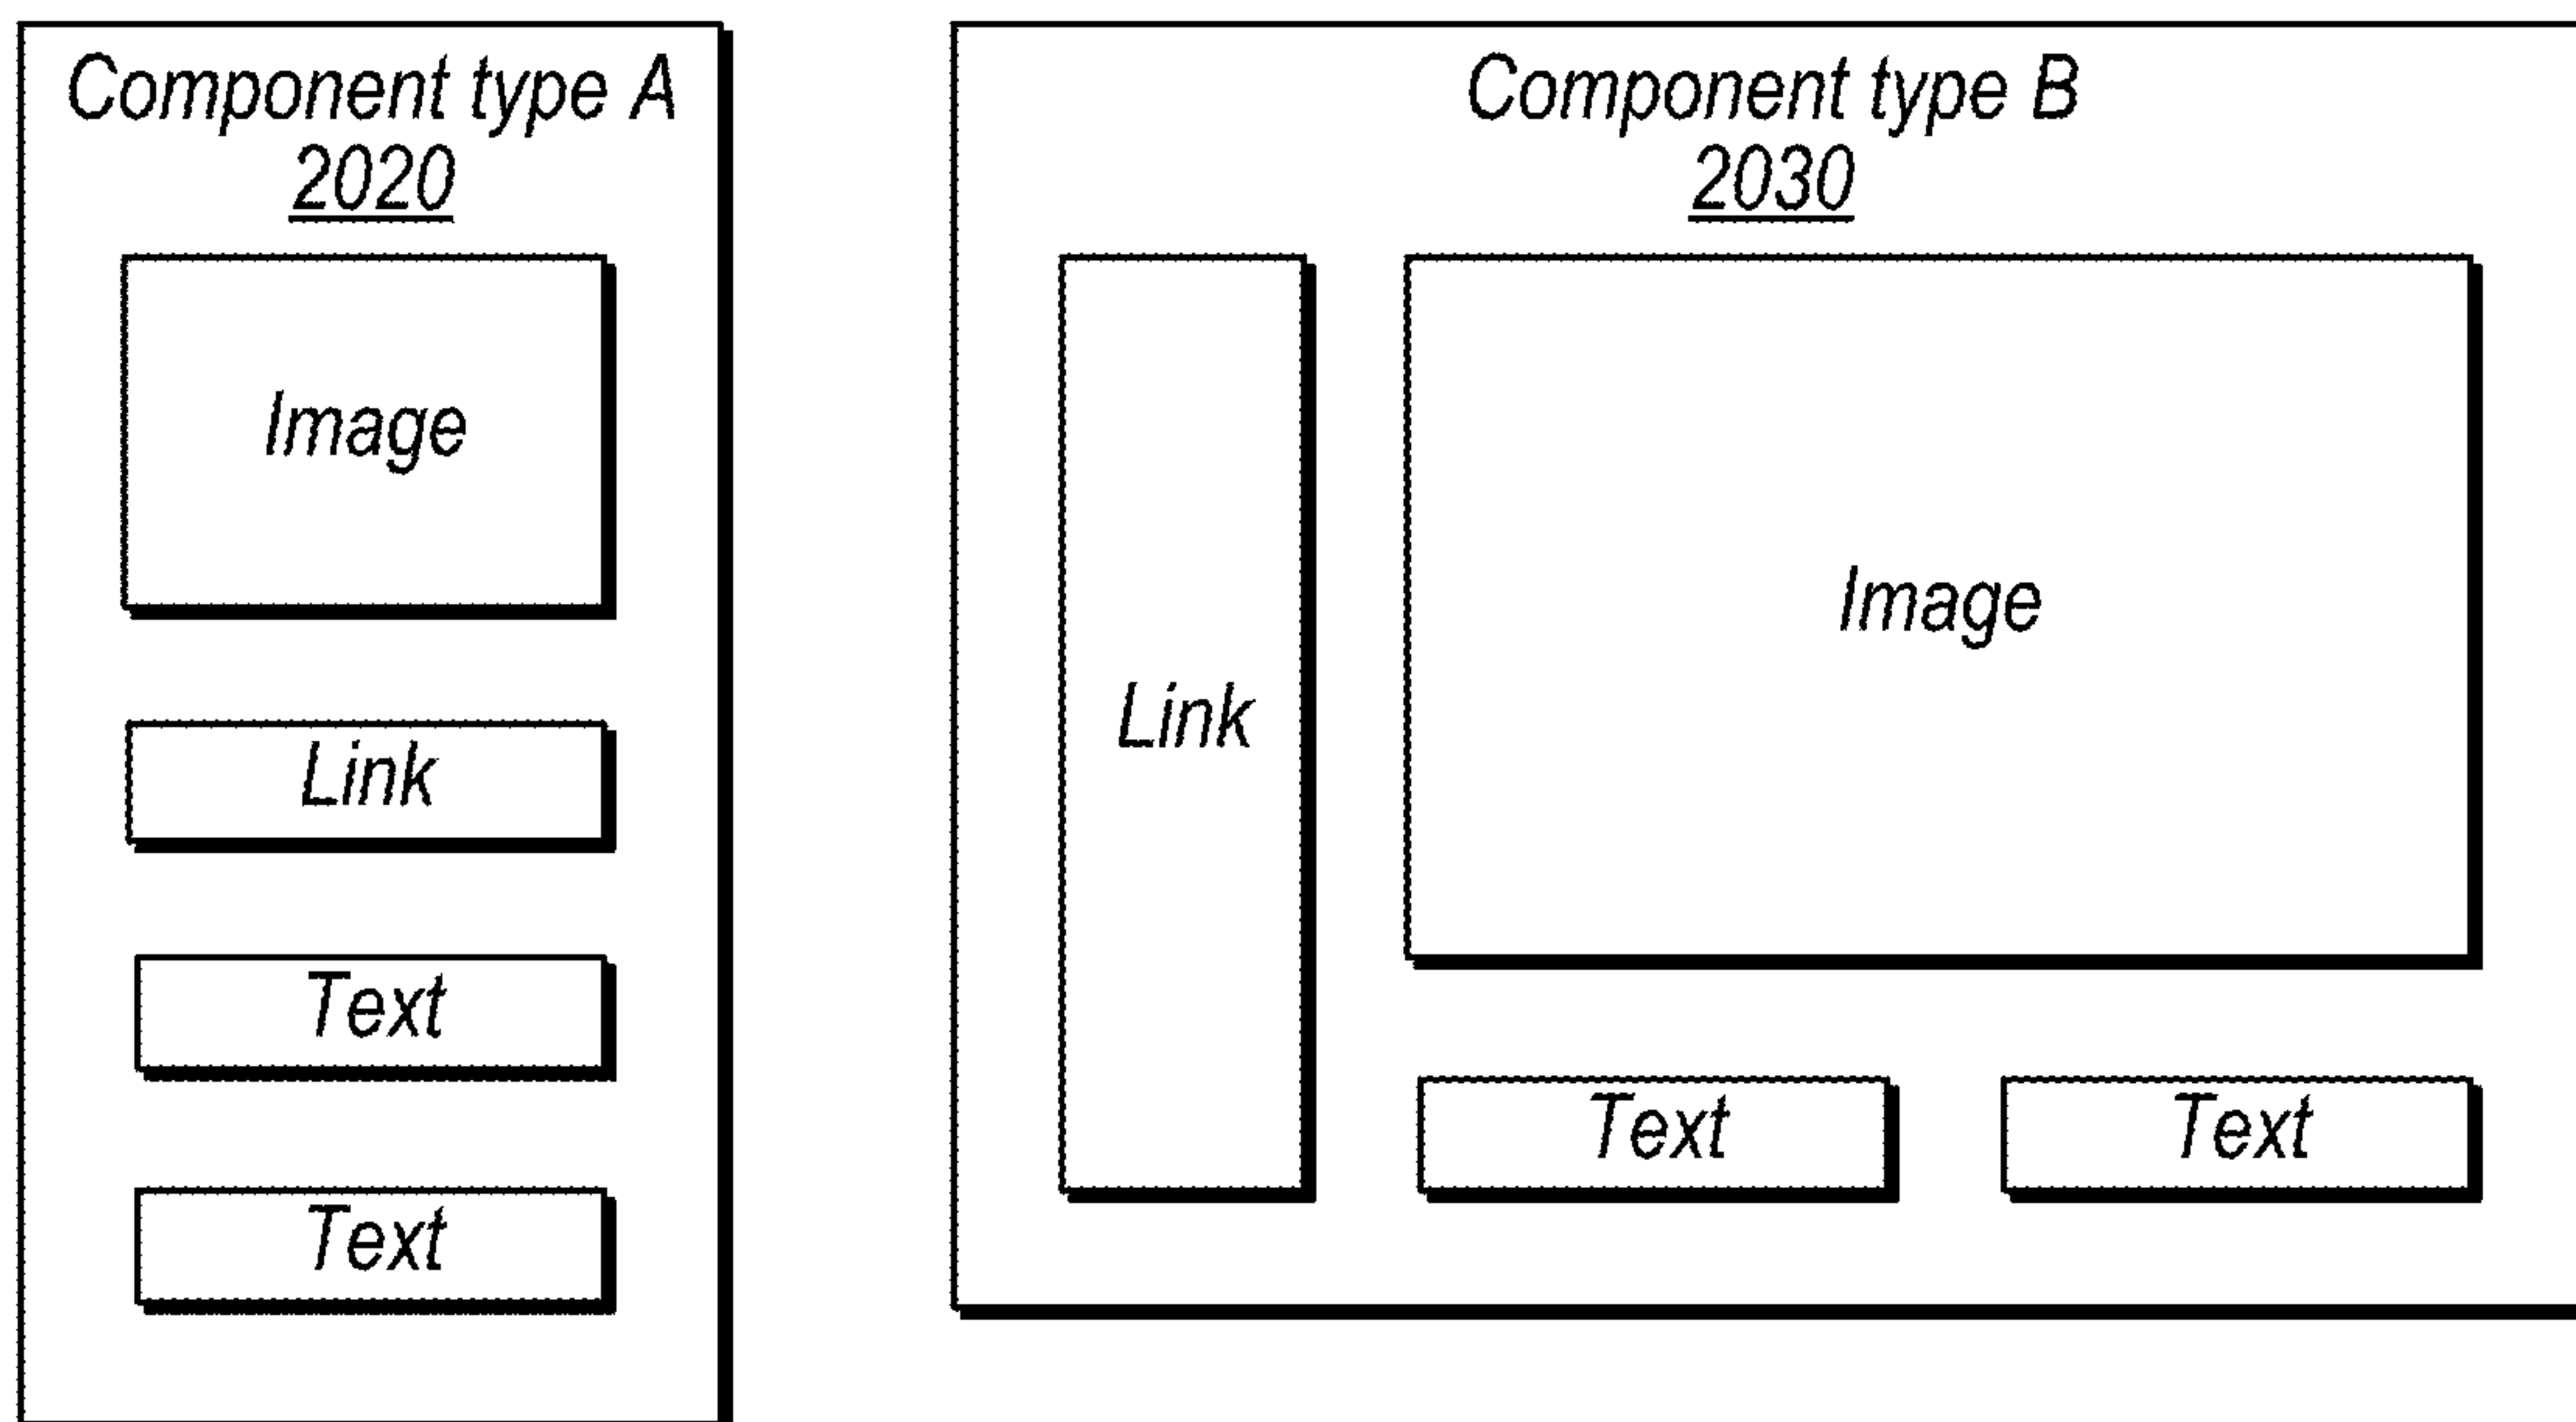 Component type A
2020
Image
Link
Text
Text
Component type B
2030
Link
Image
Text
Text